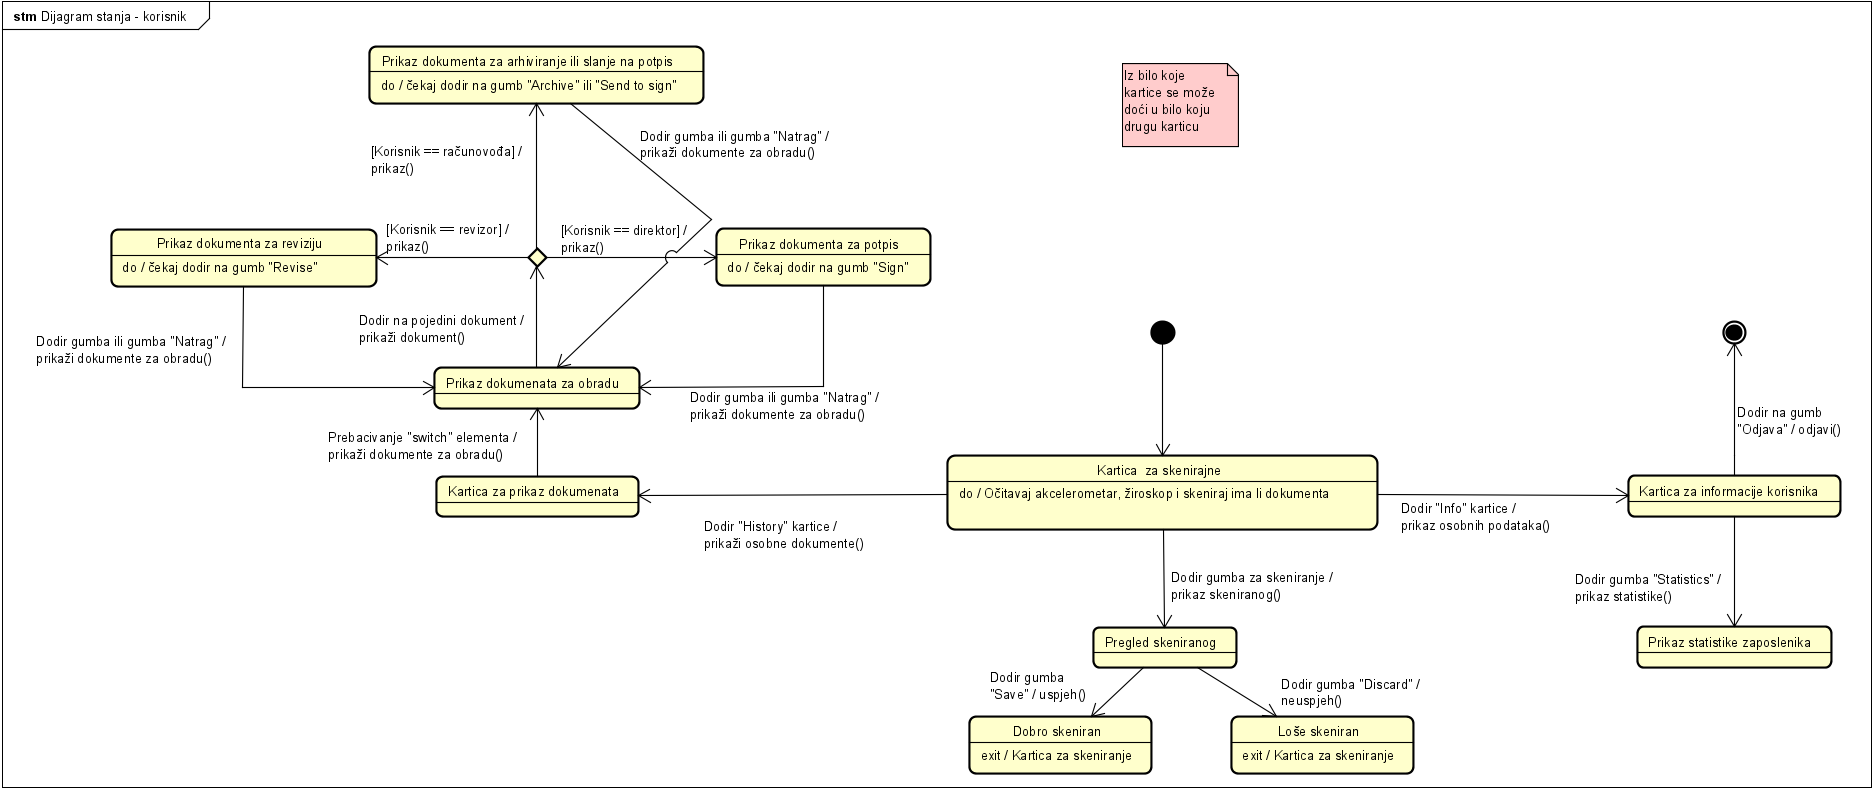 stm Dijagram stanja - korisnik
Prikaz dokumenta za arhiviranje ili slanje na potpis
do / čekaj dodir na gumb "Archive" ili "Send to sign"
Iz bilo koje
kartice se može
doći u bilo koju
drugu karticu
Dodir gumba ili gumba "Natrag" /
prikaži dokumente za obradu()
[Korisnik == računovođa] /
prikaz()
[Korisnik == revizor] /
prikaz()
[Korisnik == direktor] /
prikaz()
Prikaz dokumenta za reviziju
do / čekaj dodir na gumb "Revise"
Prikaz dokumenta za potpis
do / čekaj dodir na gumb "Sign"
Dodir na pojedini dokument /
prikaži dokument()
Dodir gumba ili gumba "Natrag" /
prikaži dokumente za obradu()
Prikaz dokumenata za obradu
Dodir gumba ili gumba "Natrag" /
prikaži dokumente za obradu()
Dodir na gumb
"Odjava" / odjavi()
Prebacivanje "switch" elementa /
prikaži dokumente za obradu()
Kartica za skenirajne
do / Očitavaj akcelerometar, žiroskop i skeniraj ima li dokumenta
Kartica za prikaz dokumenata
Kartica za informacije korisnika
Dodir "Info" kartice /
prikaz osobnih podataka()
Dodir "History" kartice /
prikaži osobne dokumente()
Dodir gumba za skeniranje /
prikaz skeniranog()
Dodir gumba "Statistics" /
prikaz statistike()
Pregled skeniranog
Prikaz statistike zaposlenika
Dodir gumba
"Save" / uspjeh()
Dodir gumba "Discard" /
neuspjeh()
Dobro skeniran
exit / Kartica za skeniranje
Loše skeniran
exit / Kartica za skeniranje